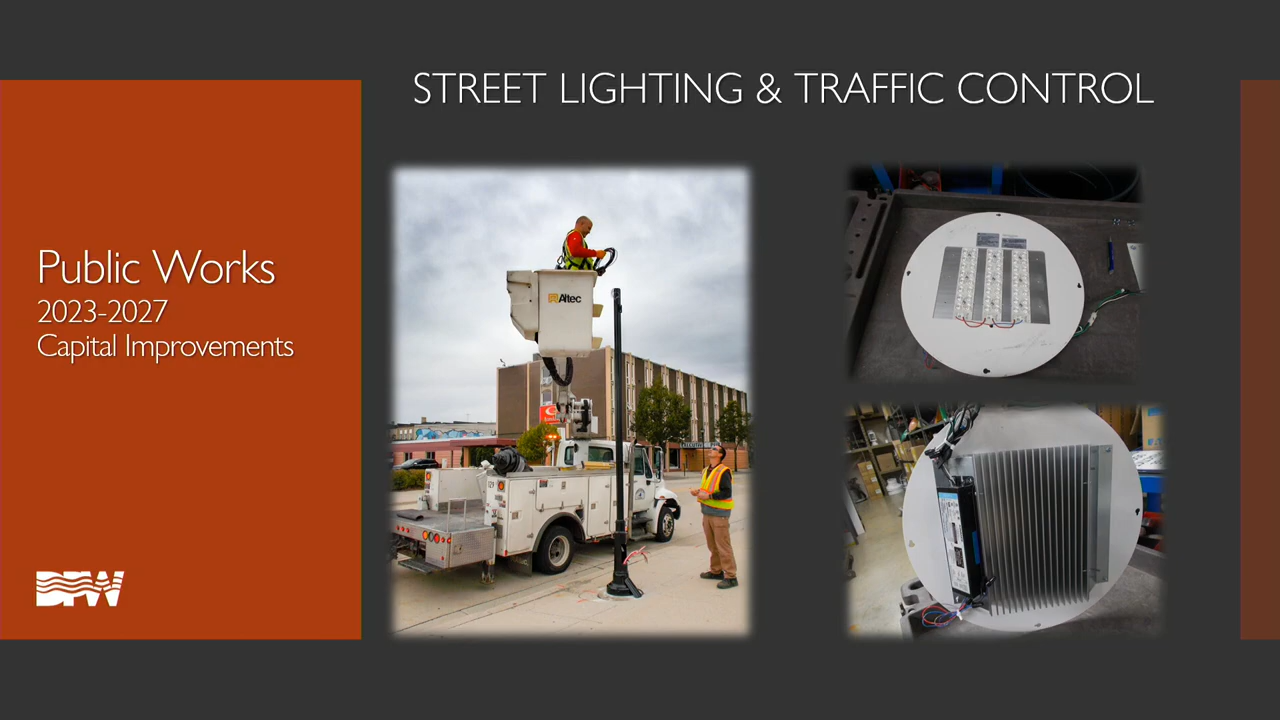 STREET LIGHTING & TRAFFIC CONTROL
Public Works
2023-2027
Capital Improvements
DPW
Altec